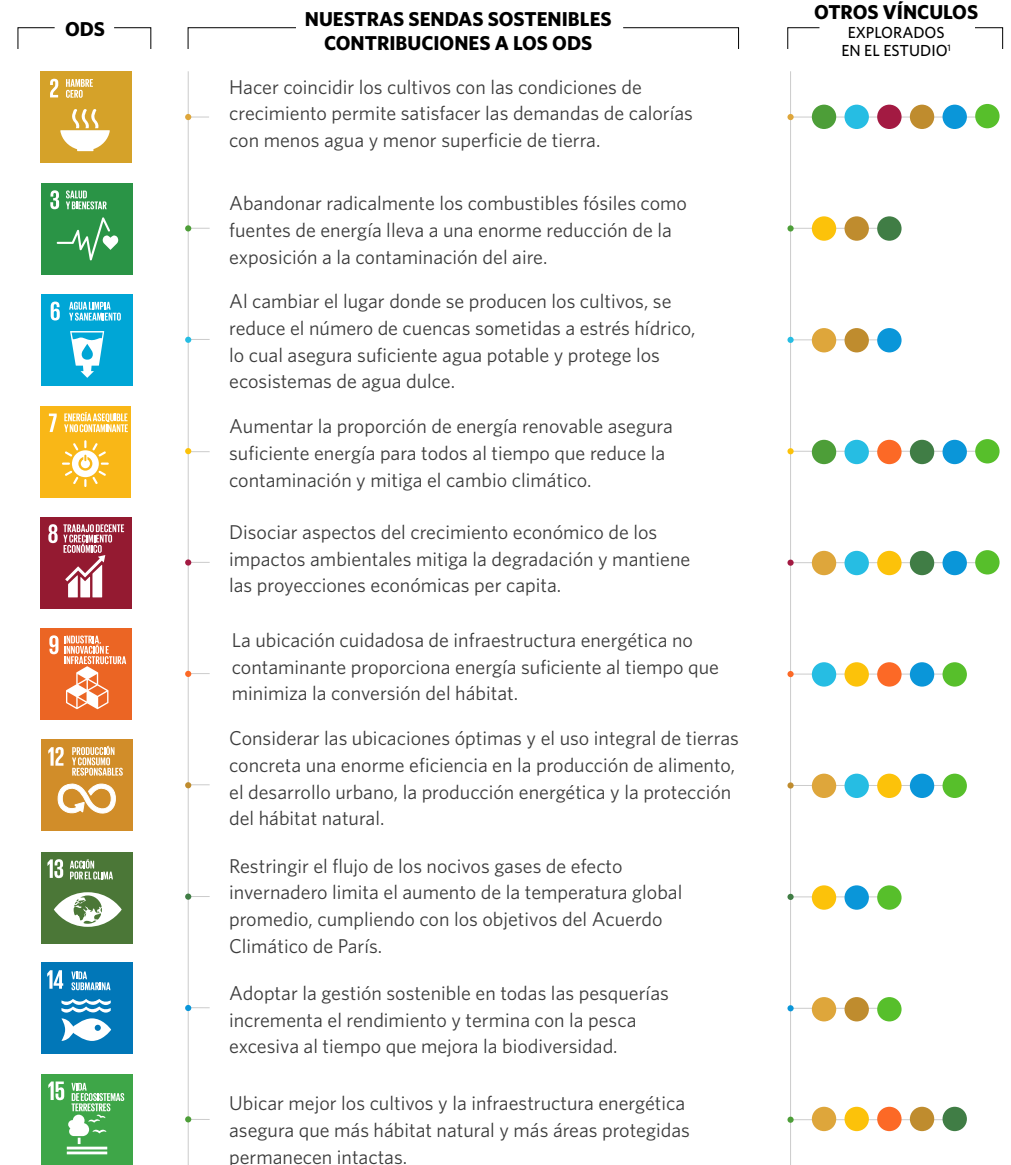 ODS
NUESTRAS SENDAS SOSTENIBLES
CONTRIBUCIONES A LOS ODS
OTROS VÍNCULOS
EXPLORADOS
EN EL ESTUDIO¹
2 HAMBRE
CERO
Hacer coincidir los cultivos con las condiciones de
crecimiento permite satisfacer las demandas de calorías
con menos agua y menor superficie de tierra.
3 SALUD
Y BIENESTAR
Abandonar radicalmente los combustibles fósiles como
fuentes de energía lleva a una enorme reducción de la
exposición a la contaminación del aire.
6 AGUA LIMPIA
Y SANEAMIENTO
Al cambiar el lugar donde se producen los cultivos, se
reduce el número de cuencas sometidas a estrés hídrico,
lo cual asegura suficiente agua potable y protege los
ecosistemas de agua dulce.
7 ENERGÍA ASEQUIBLE
Y NO CONTAMINANTE
Aumentar la proporción de energía renovable asegura
suficiente energía para todos al tiempo que reduce la
contaminación y mitiga el cambio climático.
8 TRABAJO DECENTE
Y CRECIMIENTO
ECONÓMICO
Disociar aspectos del crecimiento económico de los
impactos ambientales mitiga la degradación y mantiene
las proyecciones económicas per capita.
9 INDUSTRIA,
INNOVACIÓN E
INFRAESTRUCTURA
La ubicación cuidadosa de infraestructura energética no
contaminante proporciona energía suficiente al tiempo que
minimiza la conversión del hábitat.
12 PRODUCCIÓN
Y CONSUMO
RESPONSABLES
Considerar las ubicaciones óptimas y el uso integral de tierras
concreta una enorme eficiencia en la producción de alimento,
el desarrollo urbano, la producción energética y la protección
del hábitat natural.
13 ACCIÓN
POR EL CLIMA
Restringir el flujo de los nocivos gases de efecto
invernadero limita el aumento de la temperatura global
promedio, cumpliendo con los objetivos del Acuerdo
Climático de París.
14 VIDA
SUBMARINA
Adoptar la gestión sostenible en todas las pesquerías
incrementa el rendimiento y termina con la pesca
excesiva al tiempo que mejora la biodiversidad.
15 VIDA
DE ECOSISTEMAS
TERRESTRES
Ubicar mejor los cultivos y la infraestructura energética
asegura que más hábitat natural y más áreas protegidas
permanecen intactas.